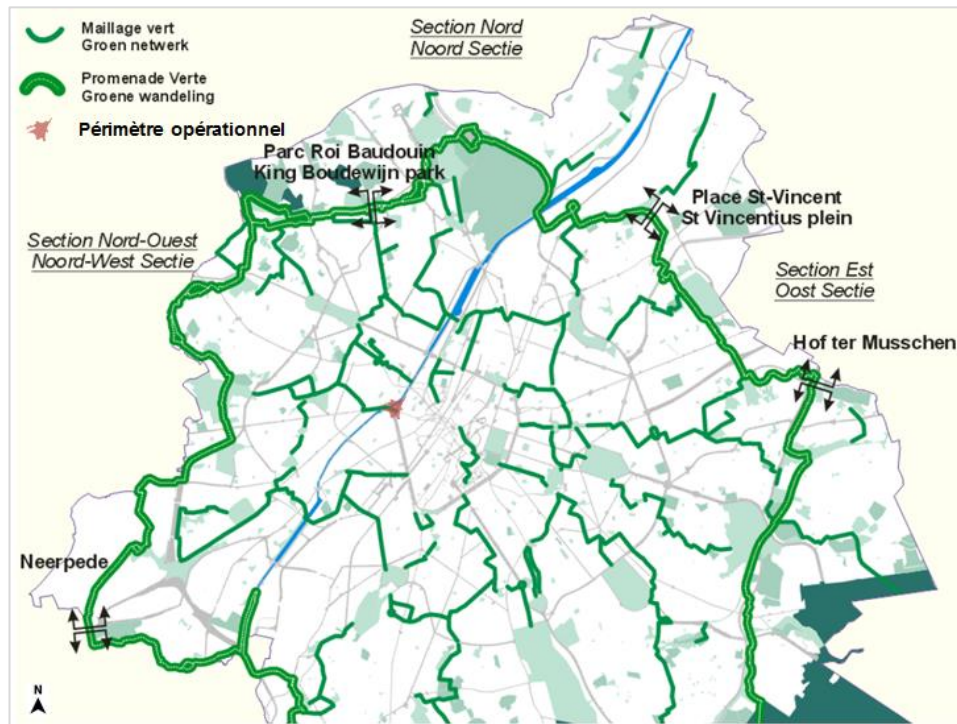 Maillage vert
Groen netwerk
Promenade Verte
Groene wandeling
Périmètre opérationnel
Section Nord
Noord Sectie
Parc Roi Baudouin
King Boudewijn park
Place St-Vincent
St Vincentius plein
Section Nord-Ouest
Noord-West Sectie
Section Est
Oost Sectie
Hof ter Musschen
Neerpede
N